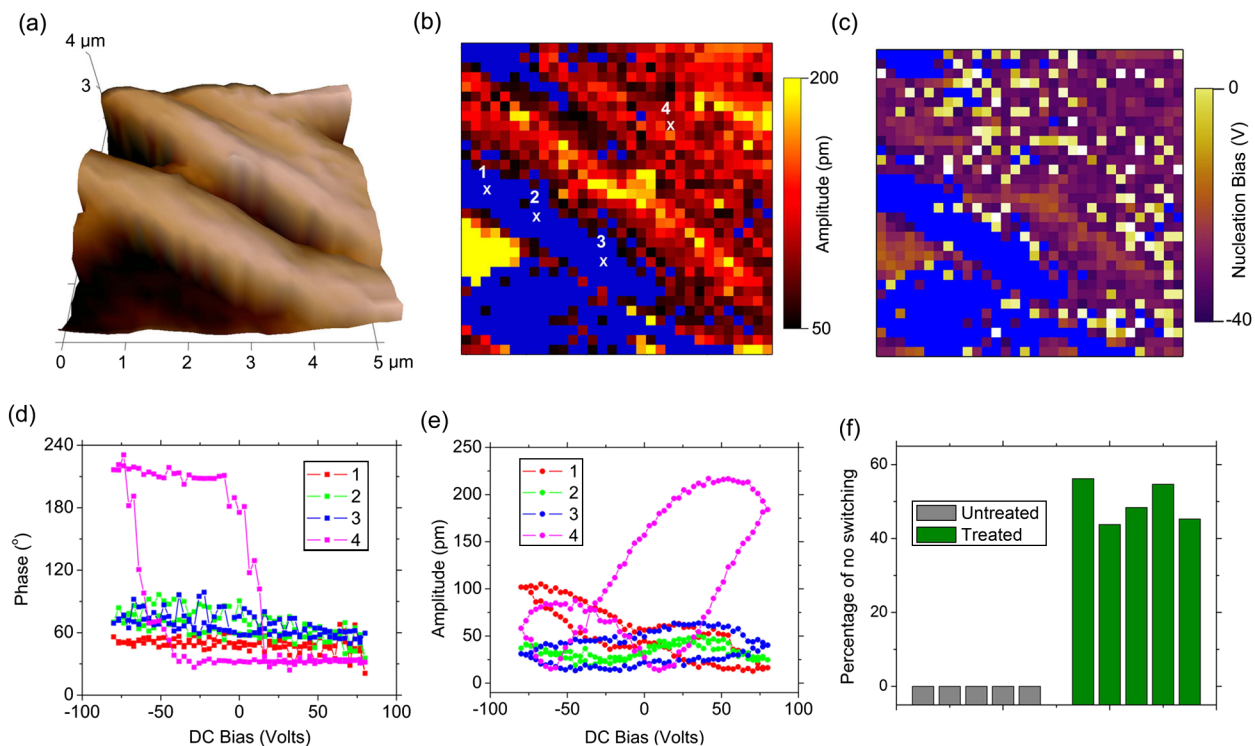 (a)
4 µm
3
0
1
2
3
4
5
µm
(b)
1
2
3
4
200
Amplitude (pm)
50
(c)
0
Nucleation Bias (V)
-40
(d)
Phase (°)
240
180
120
60
0
-100
-50
0
50
100
DC Bias (Volts)
1
2
3
4
(e)
Amplitude (pm)
250
200
150
100
50
0
-100
-50
0
50
100
DC Bias (Volts)
1
2
3
4
(f)
Percentage of no switching
60
40
20
0
Untreated
Treated